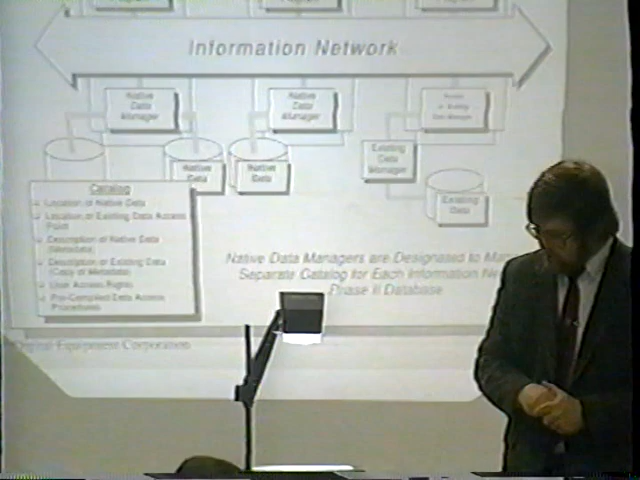 Information Network
Native
Data
Manager
Native
Data
Manager
Data Manager
Existing
Data
Manager
Native
Data
Native
Data
Existing
Data
Catalog
Location of Native Data
Location of Existing Data Access
Point
Description of Native Data
(Metadata)
Description of Existing Data
(Copy of Metadata)
User Access Rights
Pre-Compiled Data Access
Procedures
Native Data Managers are Designated to
Separate Catalog for Each Information
Phase II Database
Digital Equipment Corporation